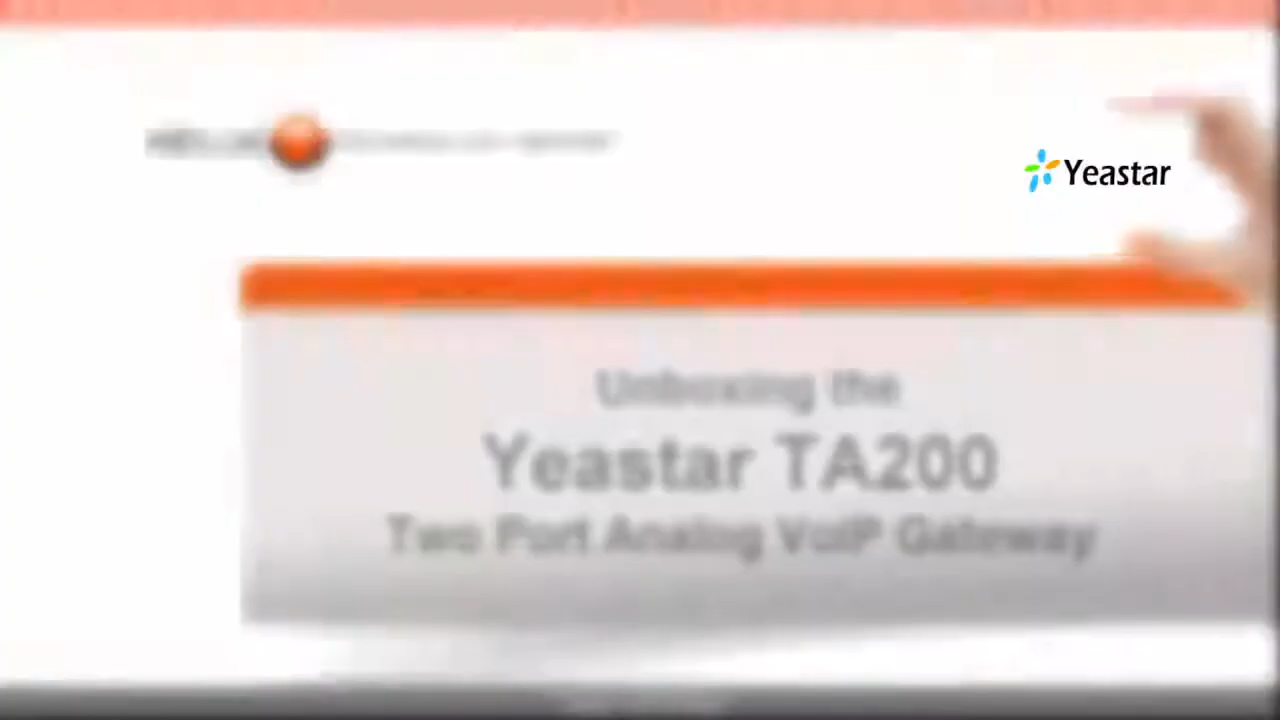 Yeastar
Unboxing the
Yeastar TA200
Two Port Analog VoIP Gateway